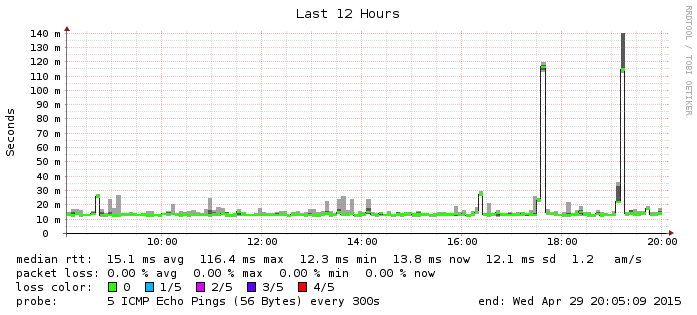 Last 12 Hours
RRDTOOL / TOBI OETIKER
Seconds
140 m
130 m
120 m
110 m
100 m
90 m
80 m
70 m
60 m
50 m
40 m
30 m
20 m
10 m
0
10:00 12:00 14:00 16:00 18:00 20:00
median rtt: 15.1 ms avg 116.4 ms max 12.3 ms min 13.8 ms now 12.1 ms sd 1.2 am/s
packet loss: 0.00 % avg 0.00 % max 0.00 % min 0.00 % now
loss color: 0 1/5 2/5 3/5 4/5
probe: 5 ICMP Echo Pings (56 Bytes) every 300s end: Wed Apr 29 20:05:09 2015